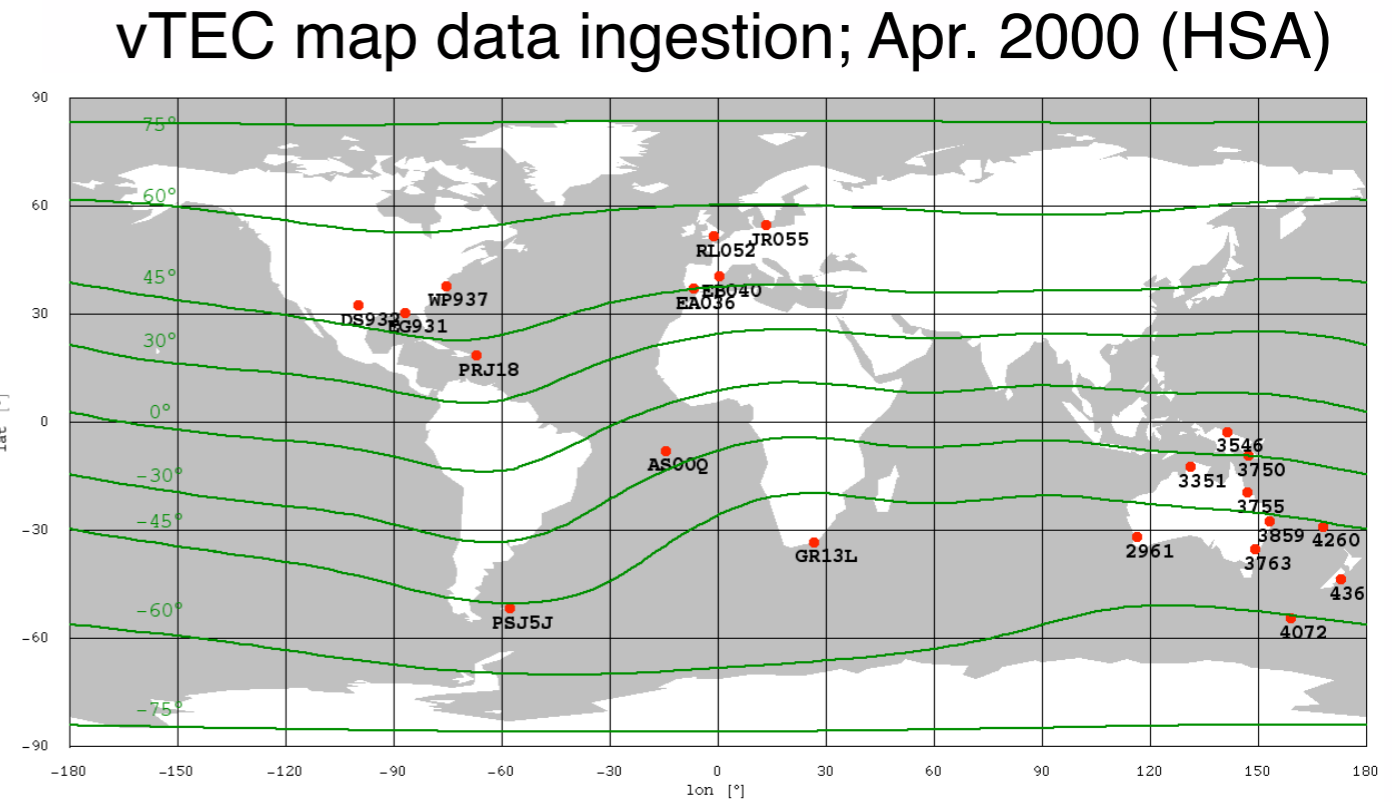 vTEC map data ingestion; Apr. 2000 (HSA)
90
75°
60°
60
RL052
JR055
45°
WP937
EB040
EA036
30
DS932
EG931
30°
PRJ18
lat [°]
0
0°
3546
AS00Q
3750
3351
-30°
3755
-30
-45°
3859
4260
GR13L
2961
3763
436
-60°
PSJ5J
4072
-60
-75°
-90
-180
-150
-120
-90
-60
-30
0
30
60
90
120
150
180
lon [°]